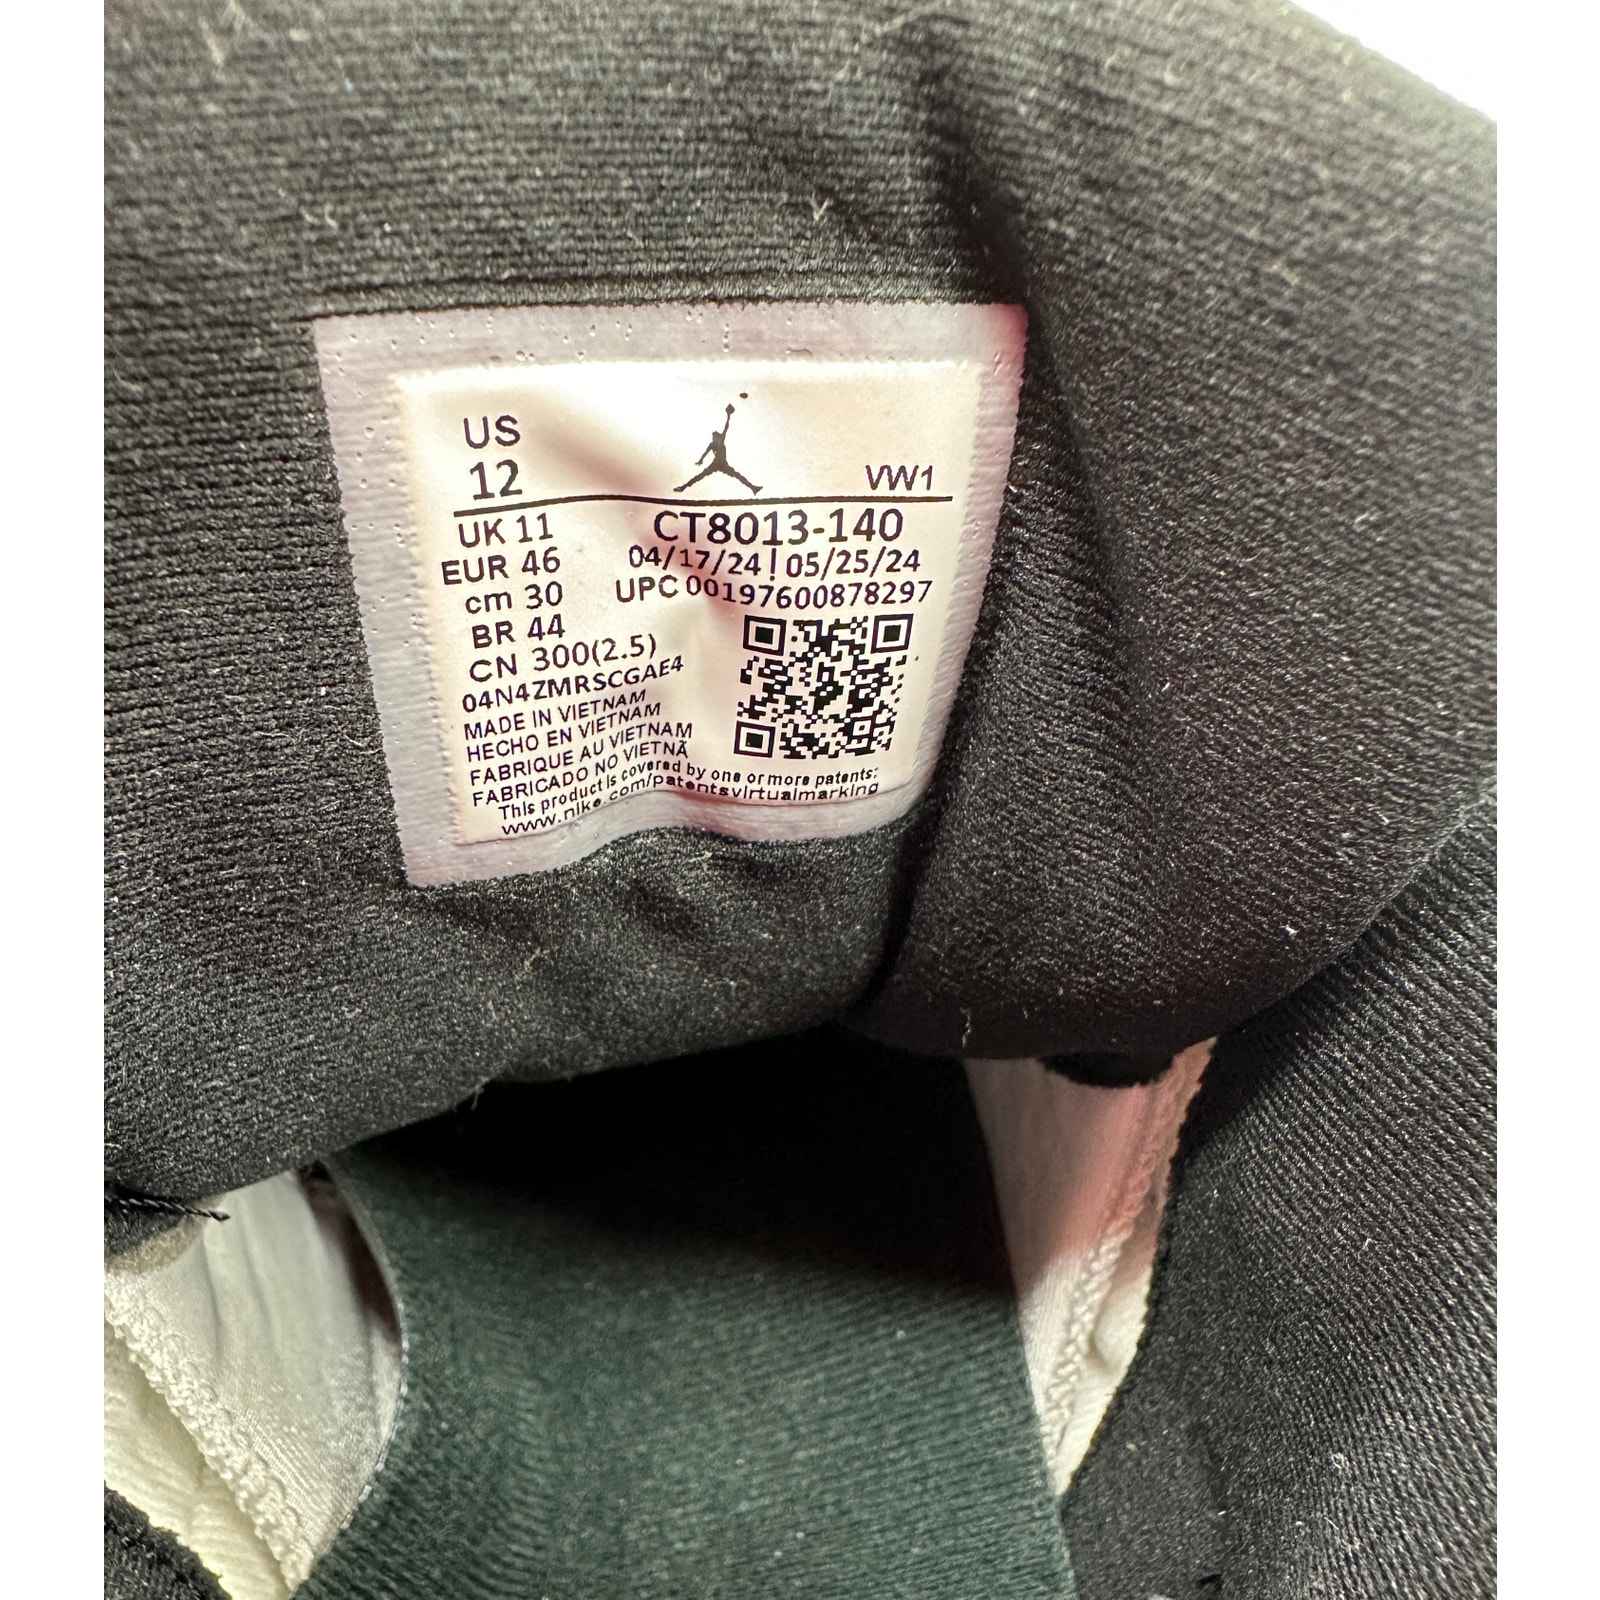 US
12
VW1
UK 11
CT8013-140
EUR 46
04/17/24 | 05/25/24
cm 30
UPC 00197600878297
BR 44
CN 300(2.5)
04N4ZMRSCGAE4
MADE IN VIETNAM
HECHO EN VIETNAM
FABRIQUE AU VIETNAM
FABRICADO NO VIETNÃ
This product is covered by one or more patents:
www.nike.com/patentsvirtualmarking